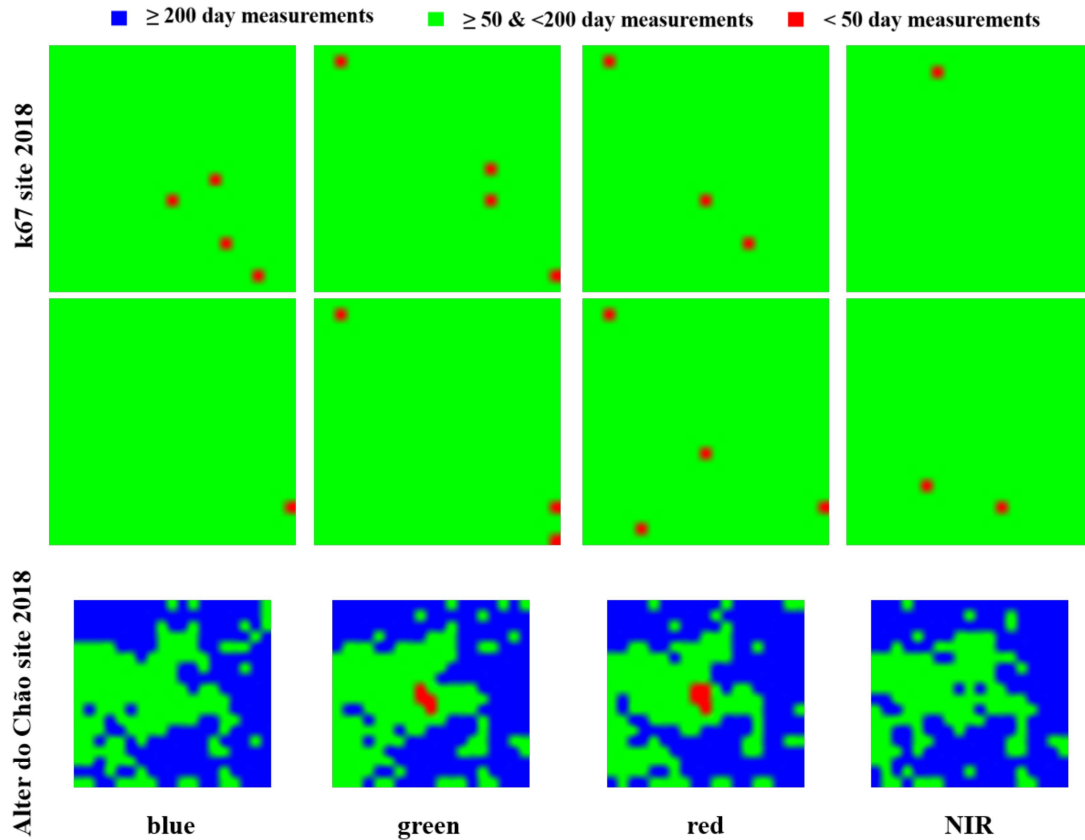 ≥ 200 day measurements
≥ 50 & <200 day measurements
< 50 day measurements
k67 site 2018
Alter do Chão site 2018
blue
green
red
NIR